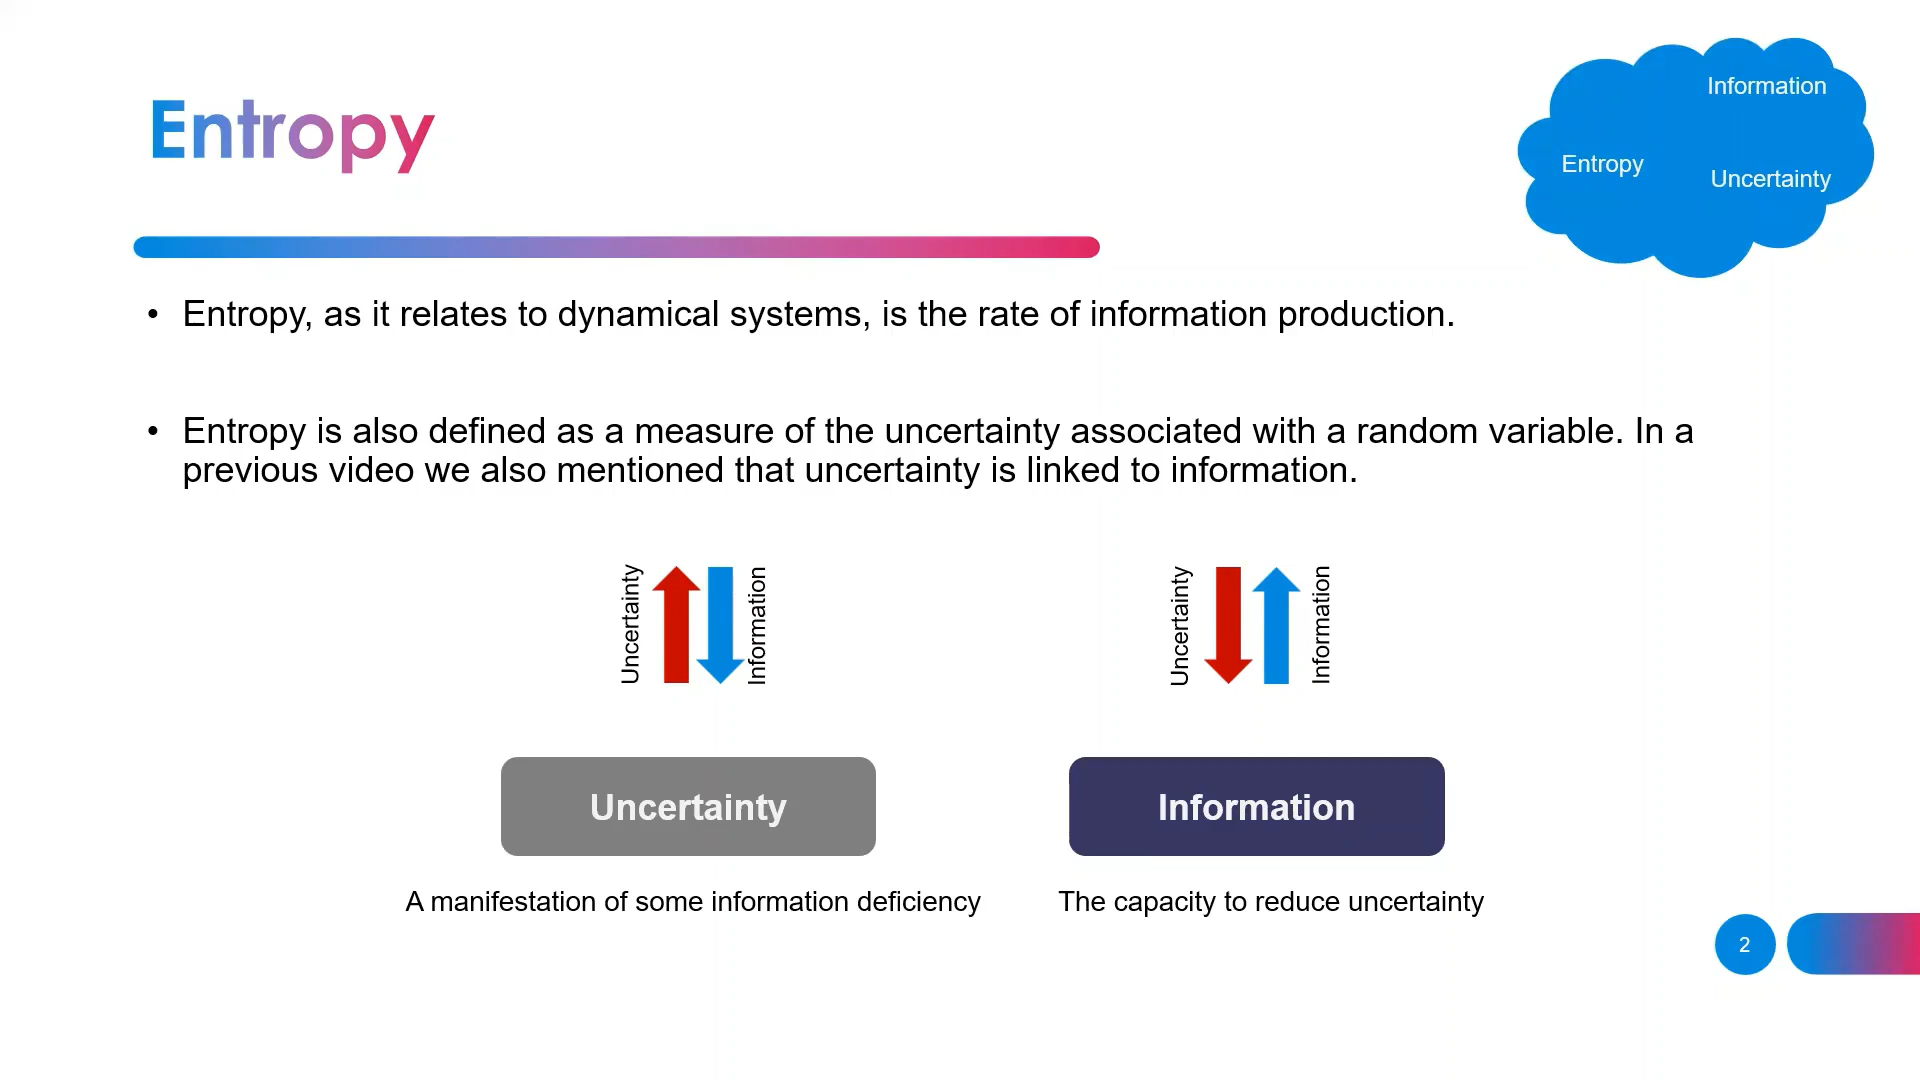 Entropy
Information
Entropy
Uncertainty
• Entropy, as it relates to dynamical systems, is the rate of information production.
• Entropy is also defined as a measure of the uncertainty associated with a random variable. In a
previous video we also mentioned that uncertainty is linked to information.
Uncertainty
Information
Uncertainty
Information
Uncertainty
Information
A manifestation of some information deficiency
The capacity to reduce uncertainty
2